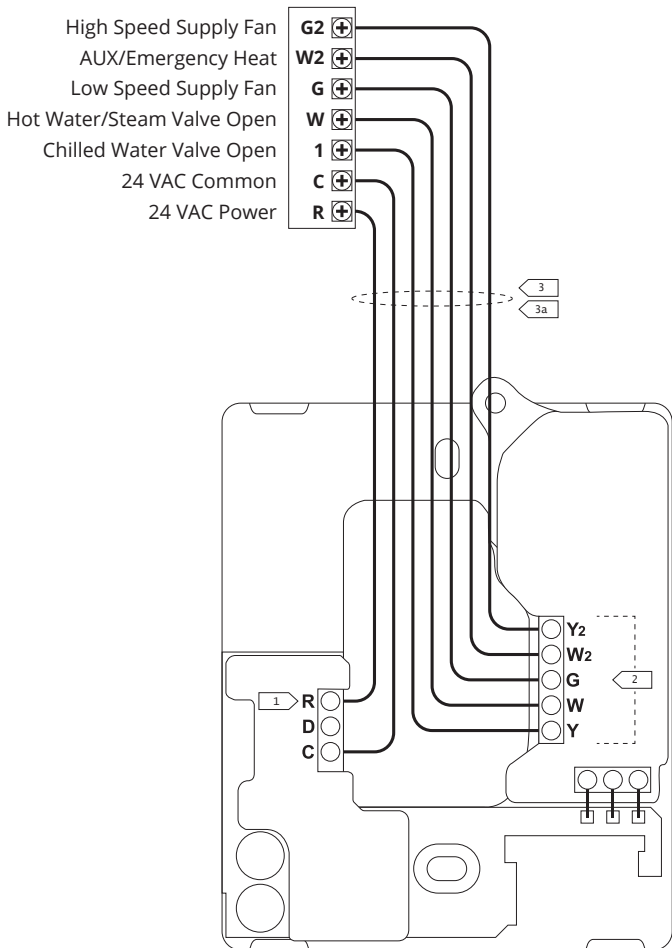 High Speed Supply Fan G2
AUX/Emergency Heat W2
Low Speed Supply Fan G
Hot Water/Steam Valve Open W
Chilled Water Valve Open 1
24 VAC Common C
24 VAC Power R
3
3a
Y2
W2
G 2
W
Y
1 R
D
C